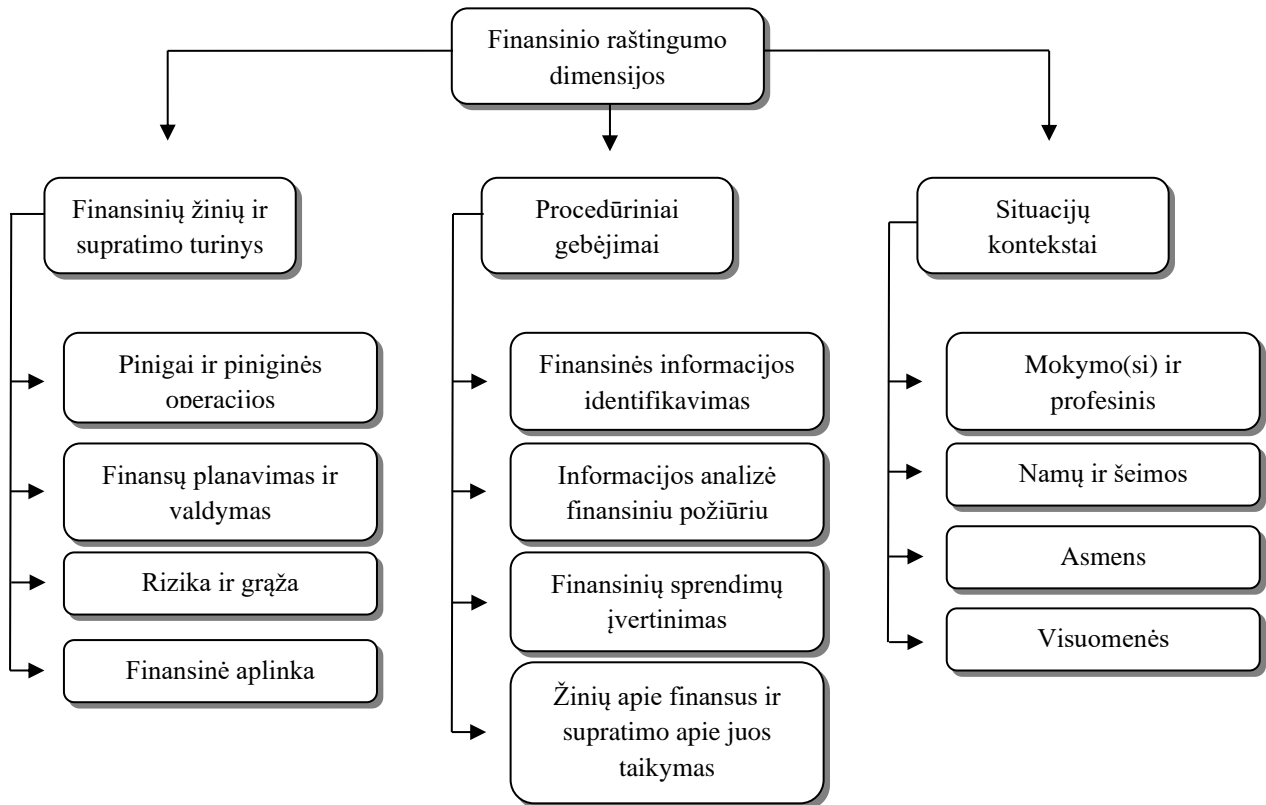 Finansinio raštingumo
dimensijos
Finansinių žinių ir
supratimo turinys
Pinigai ir piniginės
operacijos
Finansų planavimas ir
valdymas
Rizika ir grąža
Finansinė aplinka
Procedūriniai
gebėjimai
Finansinės informacijos
identifikavimas
Informacijos analizė
finansiniu požiūriu
Finansinių sprendimų
įvertinimas
Žinių apie finansus ir
supratimo apie juos
taikymas
Situacijų
kontekstai
Mokymo(si) ir
profesinis
Namų ir šeimos
Asmens
Visuomenės